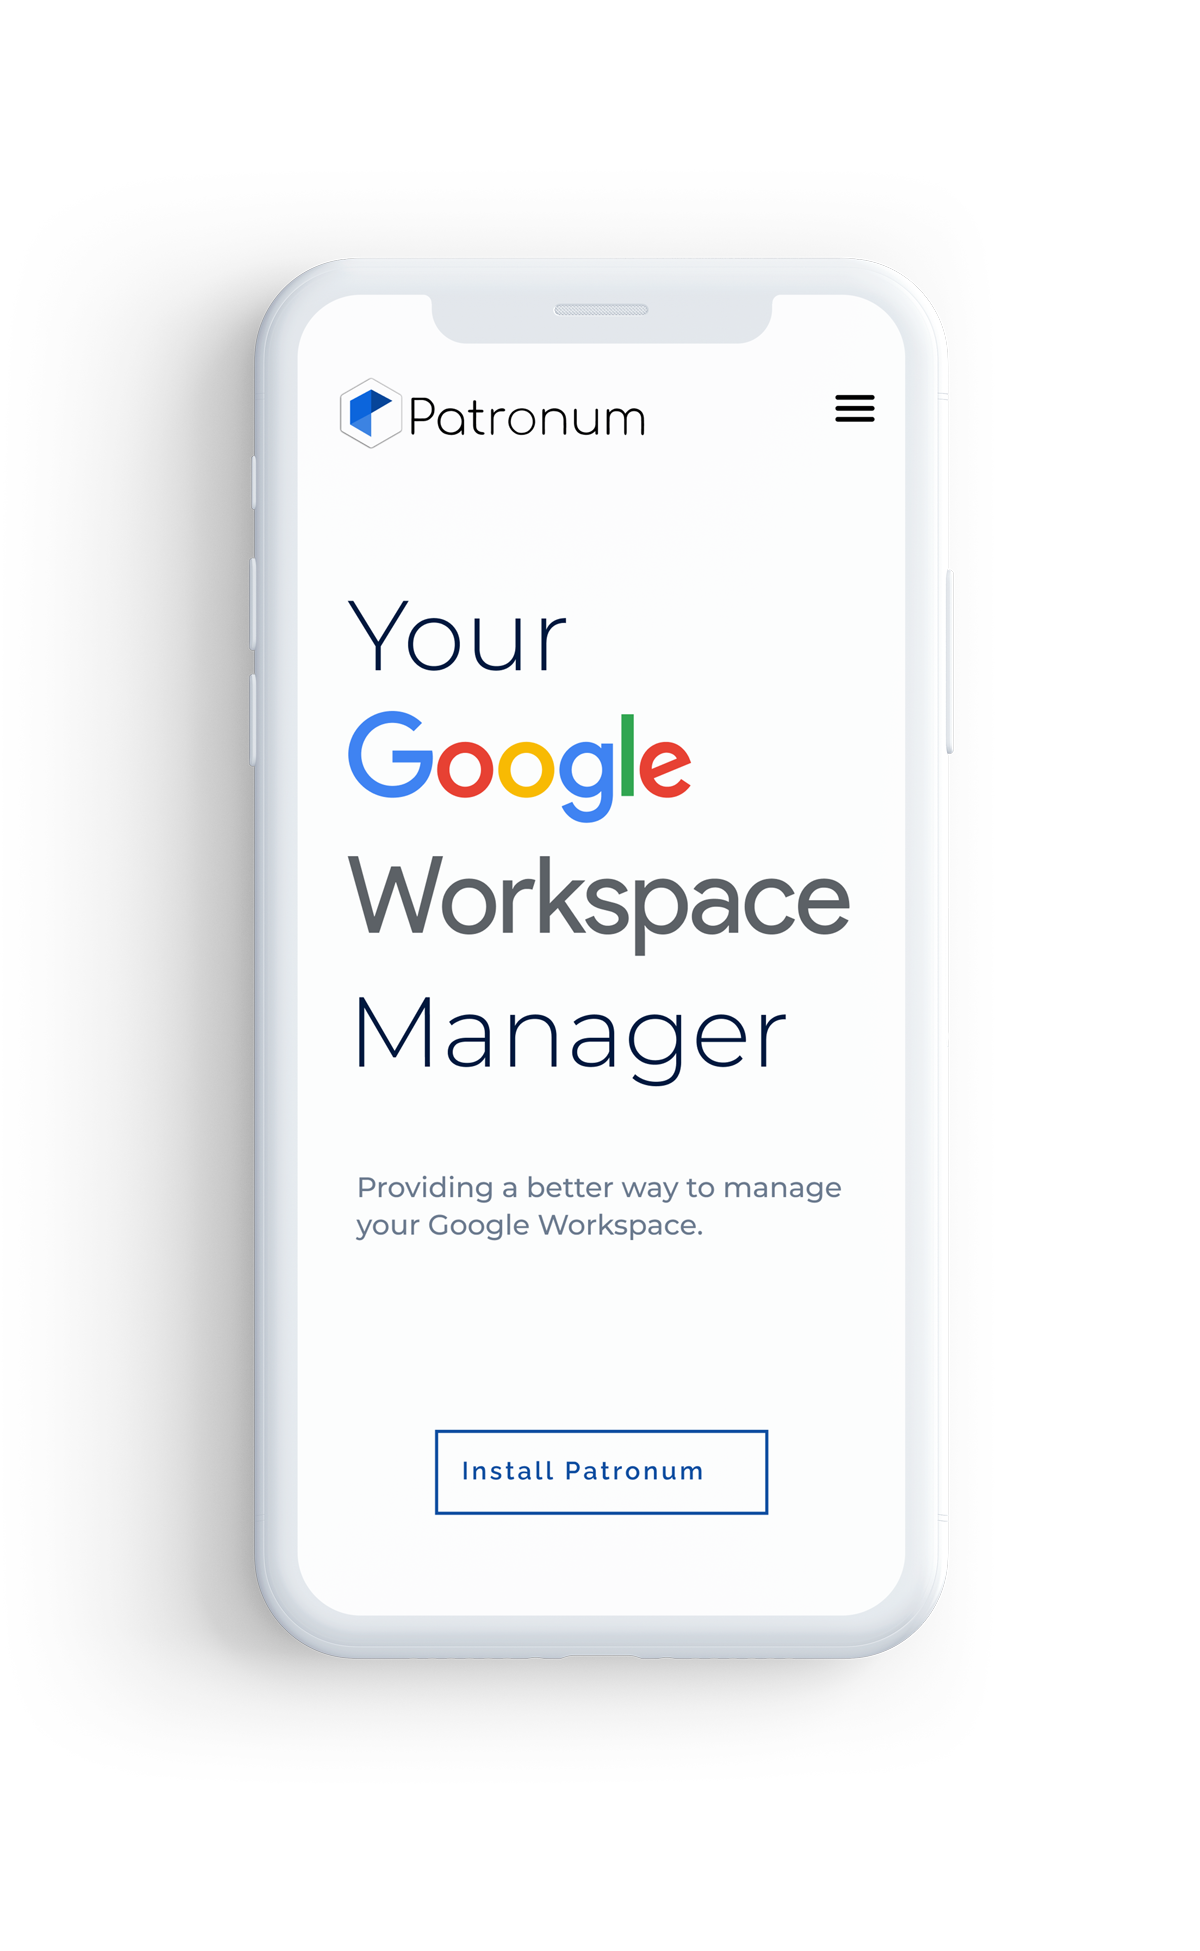 Patronum
Your
Google
Workspace
Manager
Providing a better way to manage
your Google Workspace.
Install Patronum